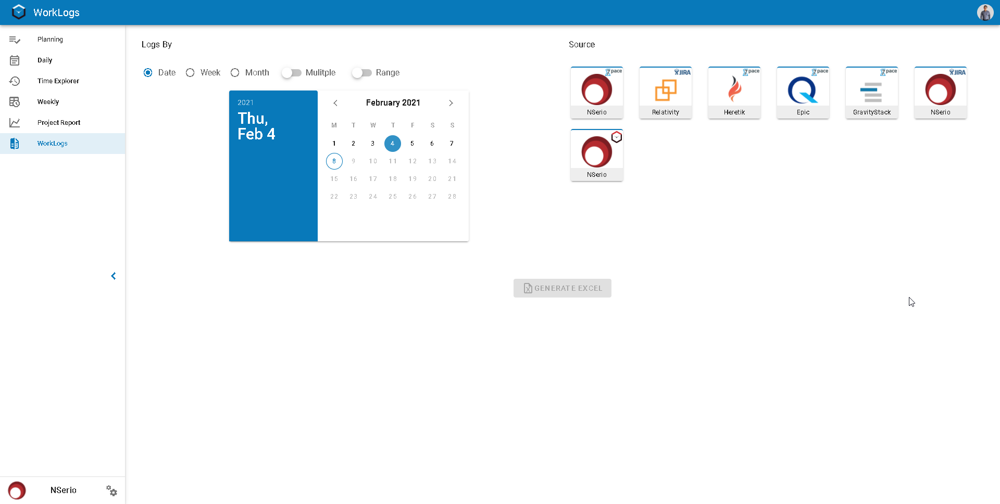 WorkLogs
Planning
Daily
Time Explorer
Weekly
Project Report
WorkLogs
NSerio
Logs By
Date Week Month Mulitple Range
2021
Thu,
Feb 4
February 2021
M T W T F S S
1 2 3 4 5 6 7
8 9 10 11 12 13 14
15 16 17 18 19 20 21
22 23 24 25 26 27 28
Source
pace JIRA pace pace pace JIRA
NSerio Relativity Heretik Epic GravityStack NSerio
NSerio
GENERATE EXCEL